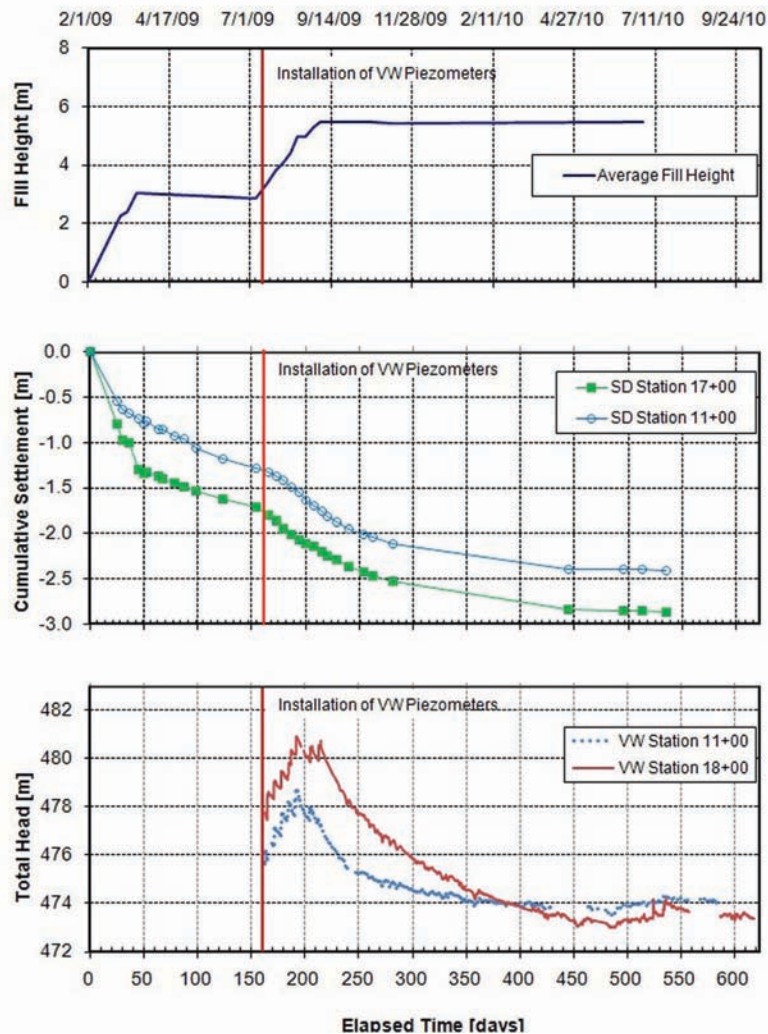 2/1/09 4/17/09 7/1/09 9/14/09 11/28/09 2/11/10 4/27/10 7/11/10 9/24/10
Fill Height [m]
8
6
4
2
0
Installation of VW Piezometers
Average Fill Height
Cumulative Settlement [m]
0.0
-0.5
-1.0
-1.5
-2.0
-2.5
-3.0
Installation of VW Piezometers
SD Station 17+00
SD Station 11+00
Total Head [m]
482
480
478
476
474
472
Installation of VW Piezometers
VW Station 11+00
VW Station 18+00
0 50 100 150 200 250 300 350 400 450 500 550 600
Elapsed Time [days]